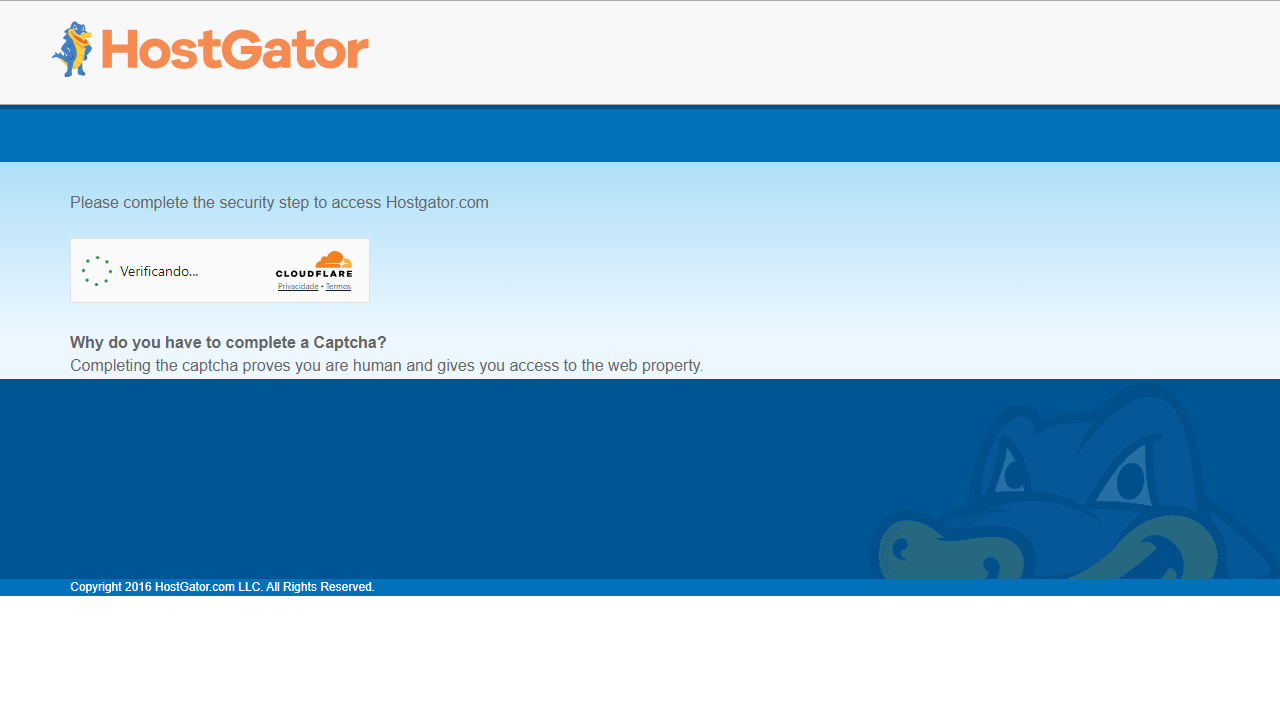 HostGator
Please complete the security step to access Hostgator.com
Verificando...
CLOUDFLARE
Privacidade • Termos
Why do you have to complete a Captcha?
Completing the captcha proves you are human and gives you access to the web property.
Copyright 2016 HostGator.com LLC. All Rights Reserved.